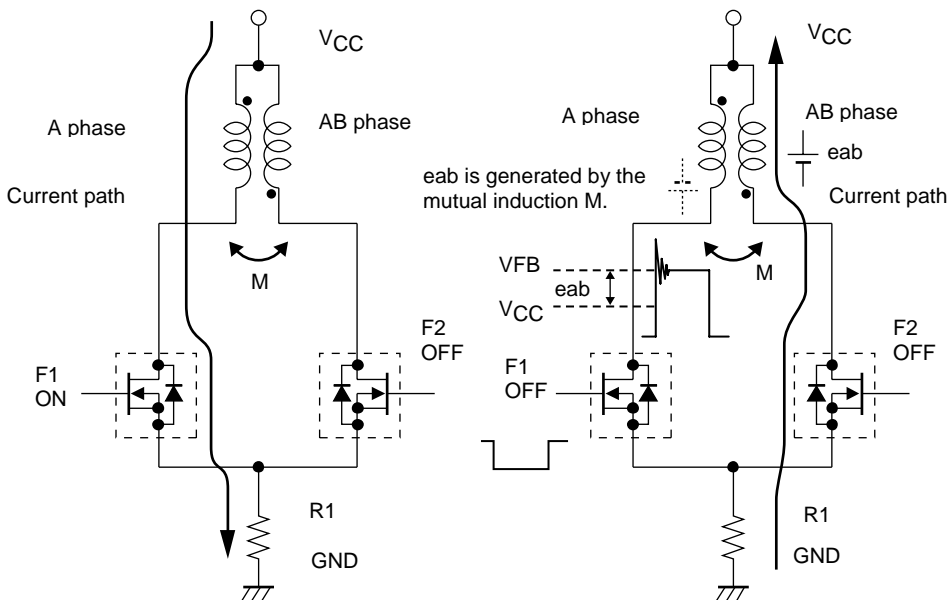 VCC
A phase
AB phase
Current path
M
F1
ON
F2
OFF
R1
GND
VCC
A phase
AB phase
eab
eab is generated by the
mutual induction M.
Current path
M
VFB
eab
VCC
F1
OFF
F2
OFF
R1
GND